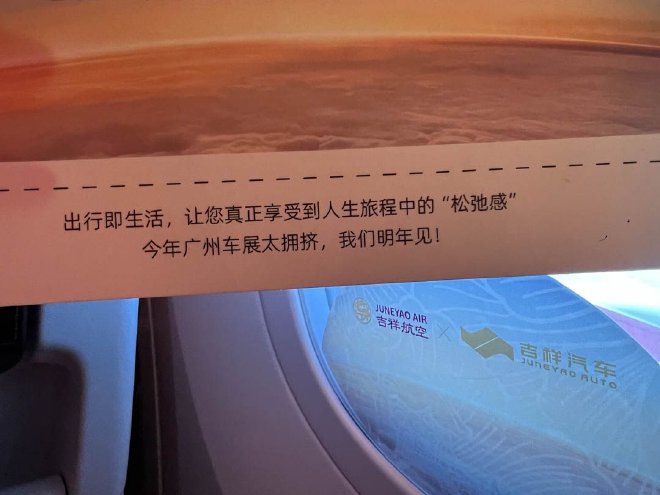 出行即生活，让您真正享受到人生旅程中的“松弛感”
今年广州车展太拥挤，我们明年见！
JUNEYAO AIR
吉祥航空
×
吉祥汽车
JUNEYAO AUTO